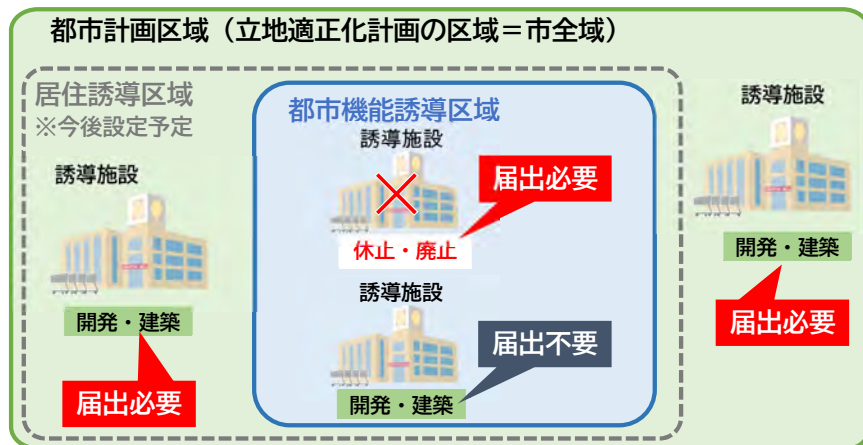 都市計画区域（立地適正化計画の区域＝市全域）
居住誘導区域
※今後設定予定
誘導施設
開発・建築
届出必要
都市機能誘導区域
誘導施設
届出必要
休止・廃止
誘導施設
届出不要
開発・建築
誘導施設
開発・建築
届出必要